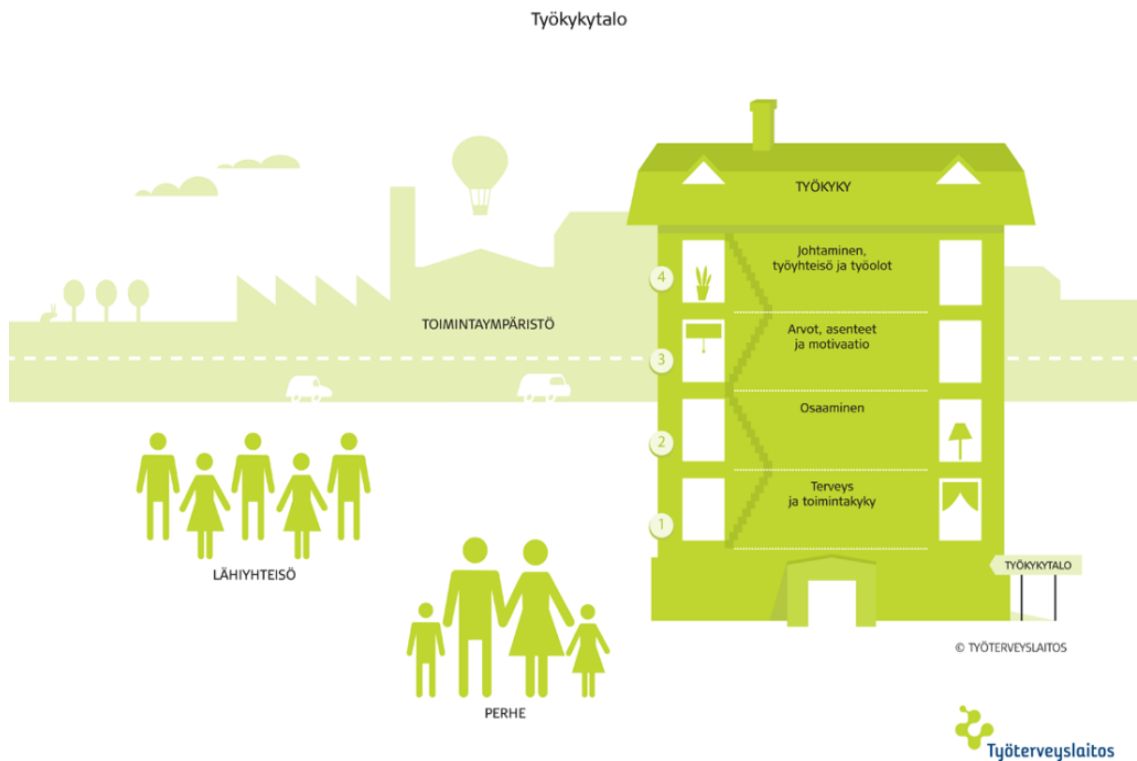 Työkykytalo
TYÖKYKY
4
Johtaminen,
työyhteisö ja työolot
TOIMINTAYMPÄRISTÖ
3
Arvot, asenteet
ja motivaatio
2
Osaaminen
1
Terveys
ja toimintakyky
LÄHIYHTEISÖ
TYÖKYKYTALO
© TYÖTERVEYSLAITOS
PERHE
Työterveyslaitos